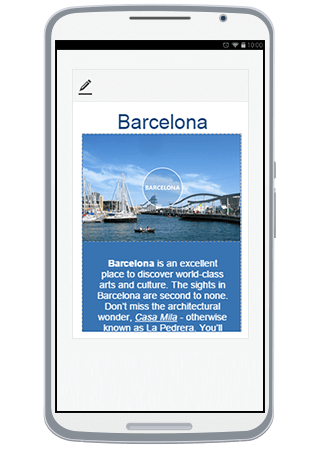 10:00
Barcelona
BARCELONA
Barcelona is an excellent
place to discover world-class
arts and culture. The sights in
Barcelona are second to none.
Don't miss the architectural
wonder, Casa Mila - otherwise
known as La Pedrera. You'll